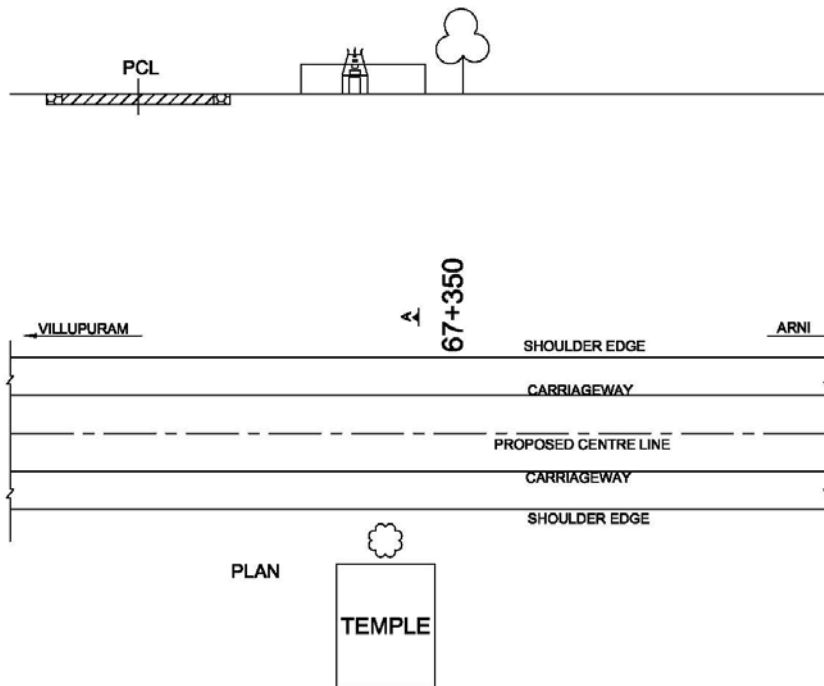 PCL
A
67+350
VILLUPURAM
ARNI
SHOULDER EDGE
CARRIAGEWAY
PROPOSED CENTRE LINE
CARRIAGEWAY
SHOULDER EDGE
PLAN
TEMPLE